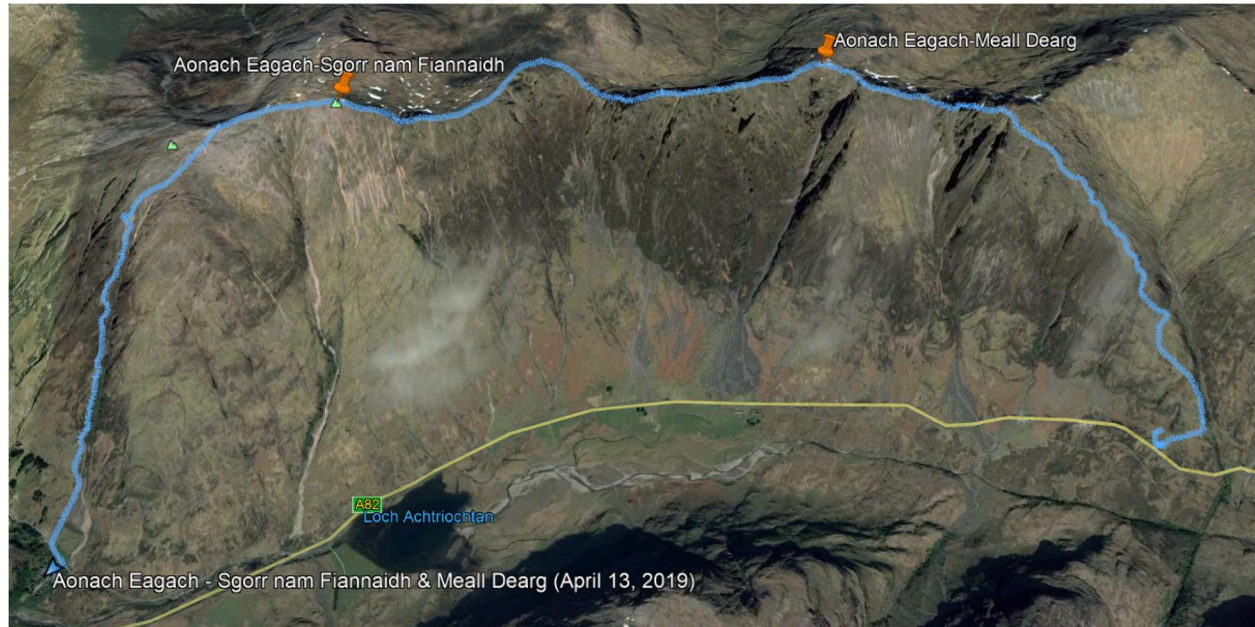 Aonach Eagach-Meall Dearg
Aonach Eagach-Sgorr nam Fiannaidh
A82
Loch Achtriochtan
Aonach Eagach - Sgorr nam Fiannaidh & Meall Dearg (April 13, 2019)